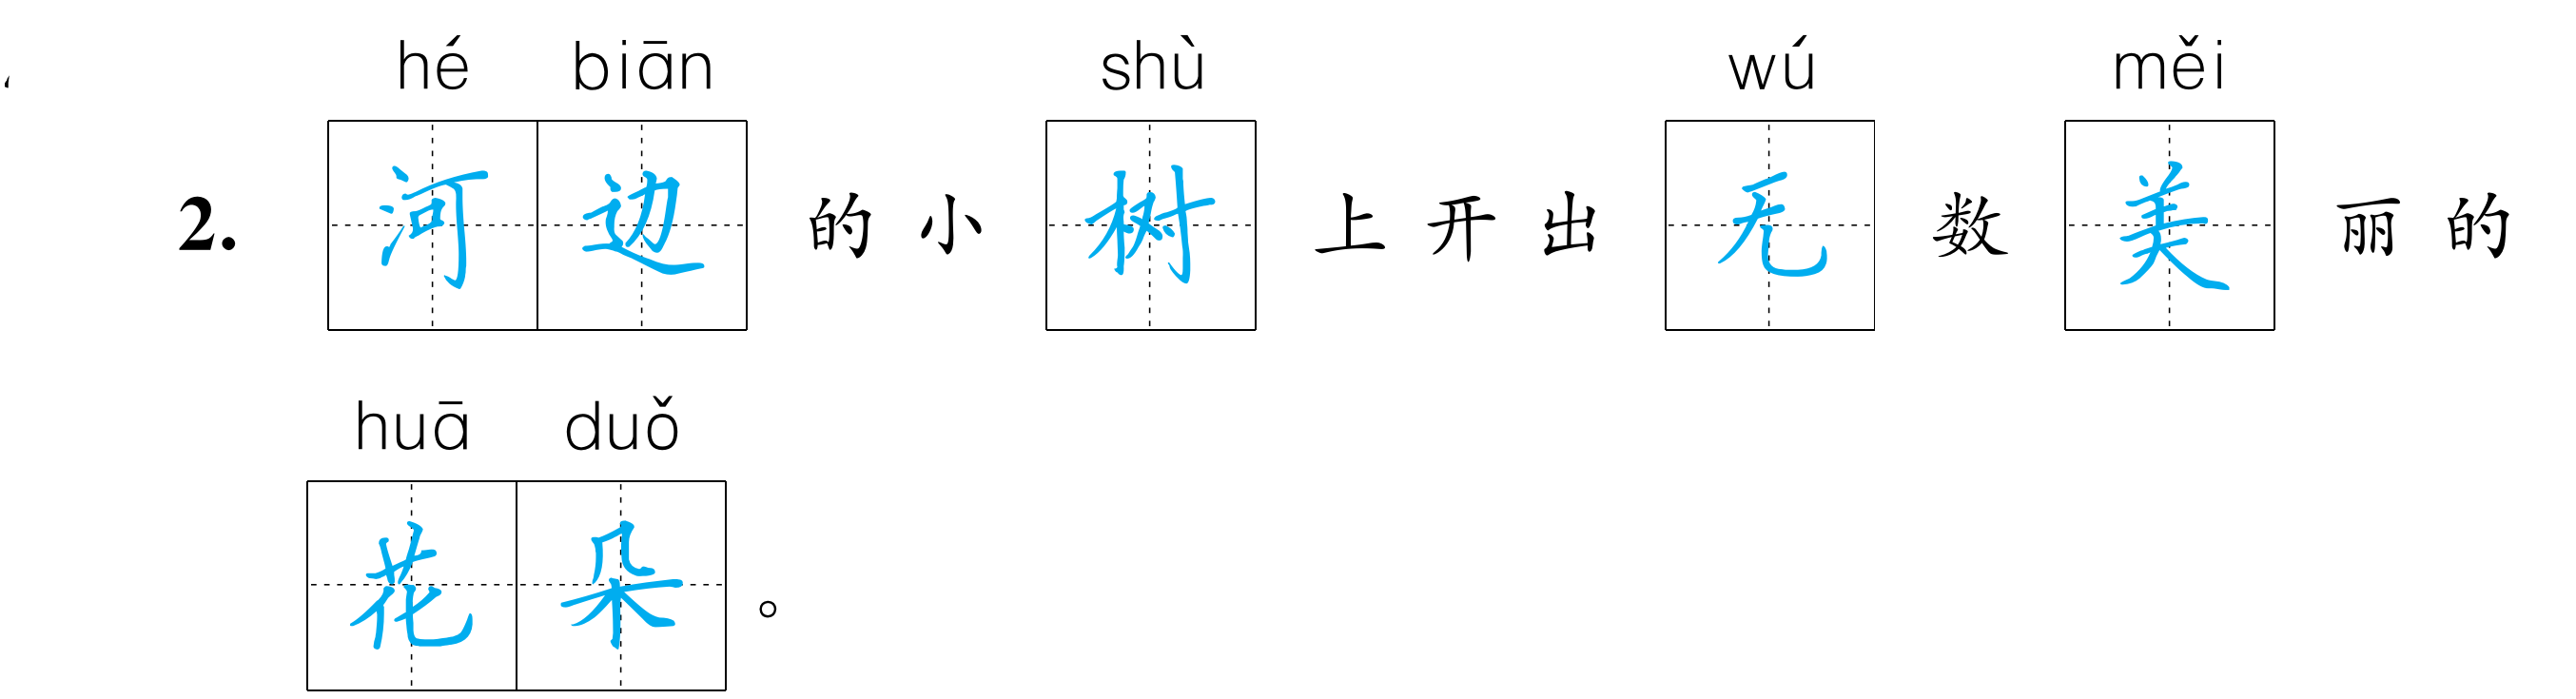 hé biān shù wú měi
2. 河边的小树上开出无数美丽的
huā duǒ
花朵。